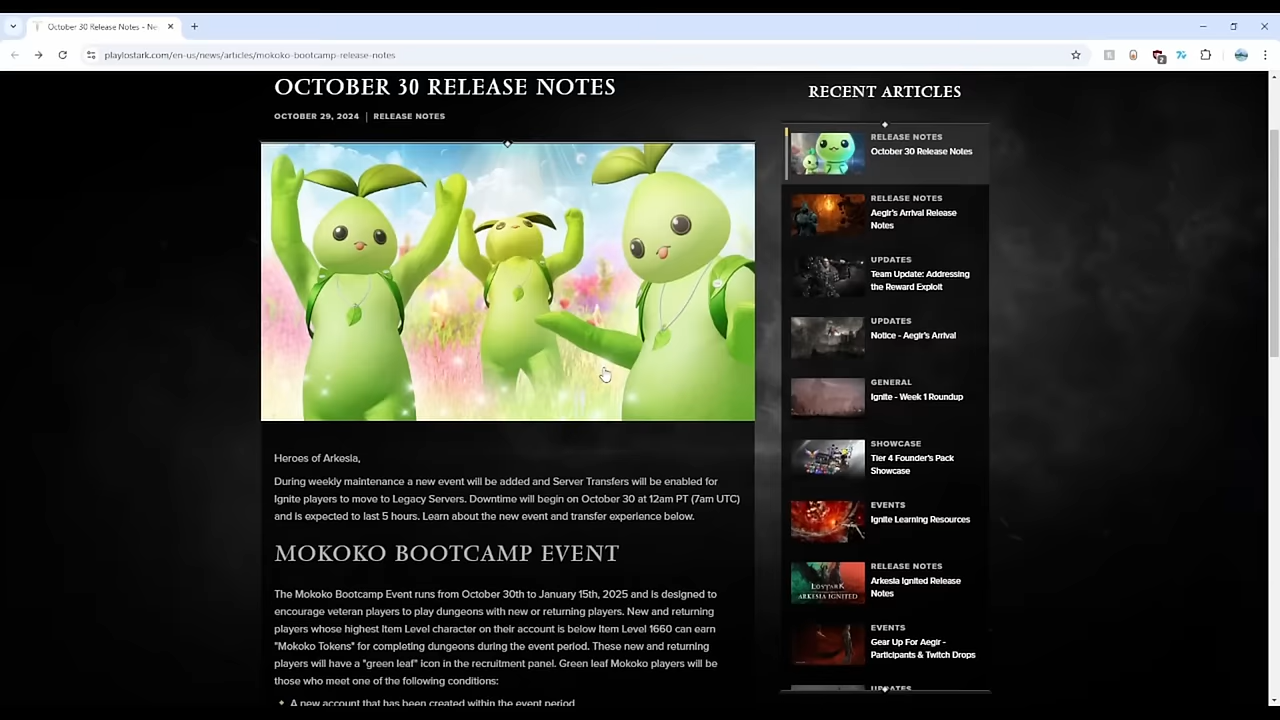 October 30 Release Notes - Ne
playlostark.com/en-us/news/articles/mokoko-bootcamp-release-notes
OCTOBER 30 RELEASE NOTES
OCTOBER 29, 2024 | RELEASE NOTES
Heroes of Arkesia,
During weekly maintenance a new event will be added and Server Transfers will be enabled for
Ignite players to move to Legacy Servers. Downtime will begin on October 30 at 12am PT (7am UTC)
and is expected to last 5 hours. Learn about the new event and transfer experience below.
MOKOKO BOOTCAMP EVENT
The Mokoko Bootcamp Event runs from October 30th to January 15th, 2025 and is designed to
encourage veteran players to play dungeons with new or returning players. New and returning
players whose highest Item Level character on their account is below Item Level 1660 can earn
"Mokoko Tokens" for completing dungeons during the event period. These new and returning
players will have a "green leaf" icon in the recruitment panel. Green leaf Mokoko players will be
those who meet one of the following conditions:
A new account that has been created within the event period
RECENT ARTICLES
RELEASE NOTES
October 30 Release Notes
RELEASE NOTES
Aegir's Arrival Release
Notes
UPDATES
Team Update: Addressing
the Reward Exploit
UPDATES
Notice - Aegir's Arrival
GENERAL
Ignite - Week 1 Roundup
SHOWCASE
Tier 4 Founder's Pack
Showcase
EVENTS
Ignite Learning Resources
RELEASE NOTES
Arkesia Ignited Release
Notes
LOST ARK
ARKESIA IGNITED
EVENTS
Gear Up For Aegir -
Participants & Twitch Drops
UPDATES